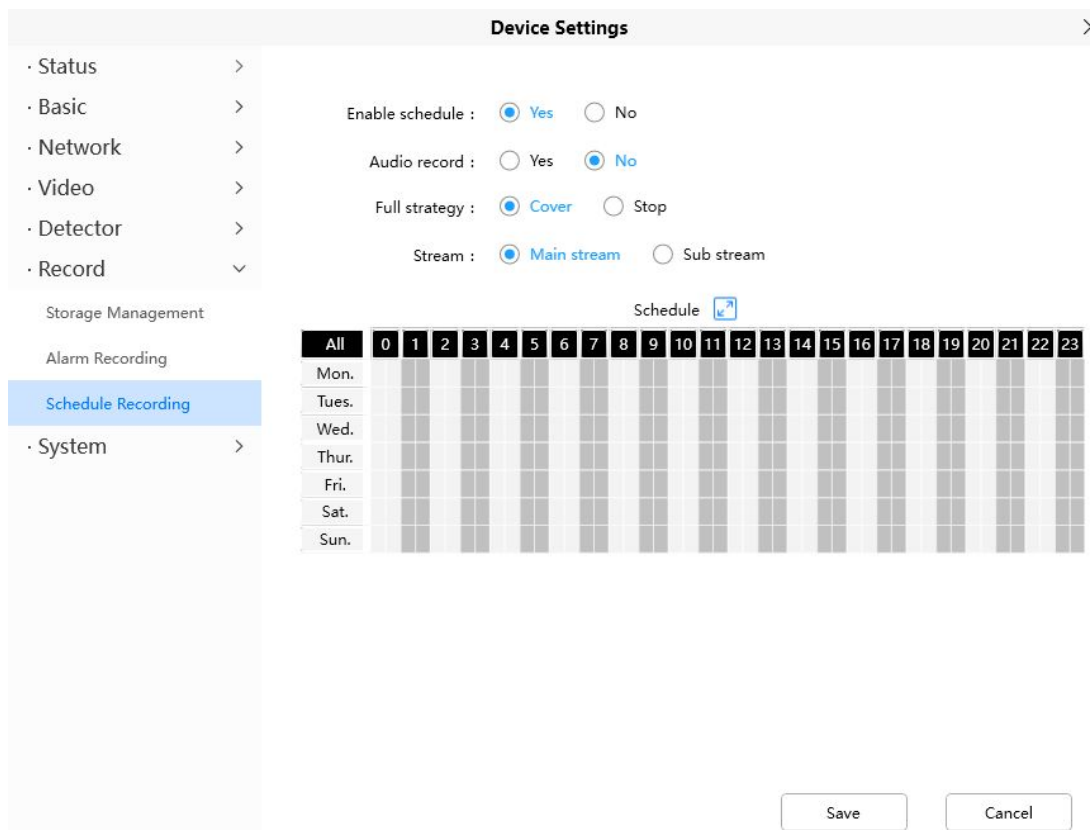 Device Settings
· Status
· Basic
· Network
· Video
· Detector
· Record
Storage Management
Alarm Recording
Schedule Recording
· System
Enable schedule : Yes No
Audio record : Yes No
Full strategy : Cover Stop
Stream : Main stream Sub stream
Schedule
All 0 1 2 3 4 5 6 7 8 9 10 11 12 13 14 15 16 17 18 19 20 21 22 23
Mon.
Tues.
Wed.
Thur.
Fri.
Sat.
Sun.
Save Cancel